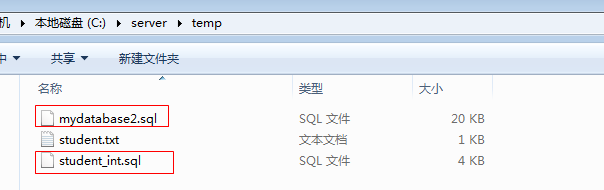 机 ▸ 本地磁盘 (C:) ▸ server ▸ temp
中 ▼ 共享 ▼ 新建文件夹
名称 类型 大小
mydatabase2.sql SQL 文件 20 KB
student.txt 文本文档 1 KB
student_int.sql SQL 文件 4 KB